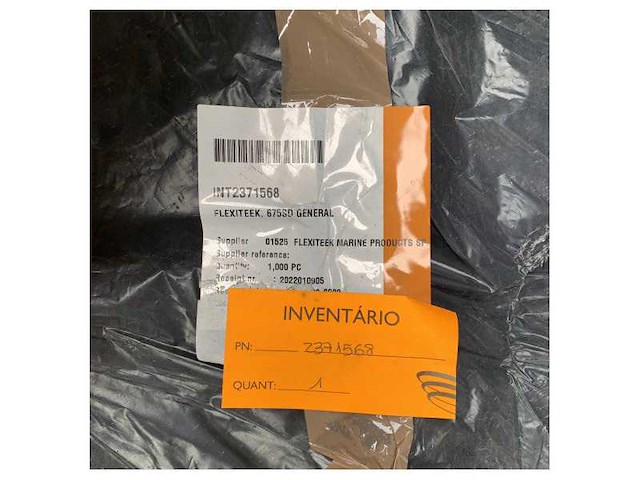 INT2371568
FLEXITEEK, 675SD GENERAL
Supplier 01525 FLEXITEEK MARINE PRODUCTS SP
Supplier reference:
Quantity: 1,000 PC
Receipt nr. : 2022010905
INVENTÁRIO
PN: 2371568
QUANT: 1